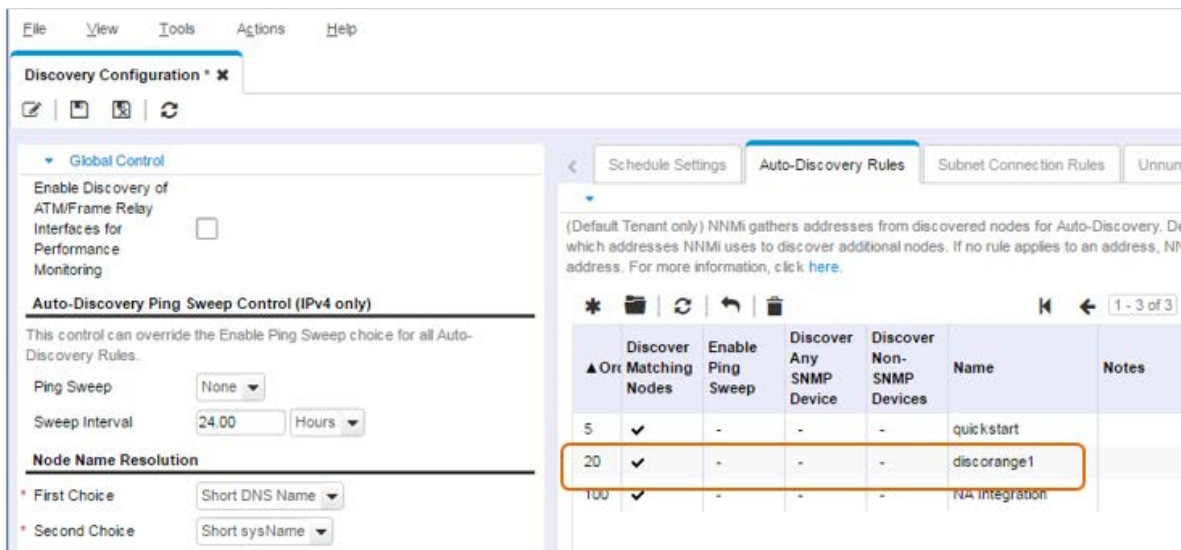 File View Tools Actions Help
Discovery Configuration * ✖
Global Control
Enable Discovery of
ATM/Frame Relay
Interfaces for
Performance
Monitoring
Auto-Discovery Ping Sweep Control (IPv4 only)
This control can override the Enable Ping Sweep choice for all Auto-
Discovery Rules.
Ping Sweep None
Sweep Interval 24.00 Hours
Node Name Resolution
* First Choice Short DNS Name
* Second Choice Short sysName
Schedule Settings Auto-Discovery Rules Subnet Connection Rules Unnun
(Default Tenant only) NNMi gathers addresses from discovered nodes for Auto-Discovery. De
which addresses NNMi uses to discover additional nodes. If no rule applies to an address, NN
address. For more information, click here.
1 - 3 of 3
▲Ord Discover Matching Nodes Enable Ping Sweep Discover Any SNMP Device Discover Non-SNMP Devices Name Notes
5 ✔ - - - quickstart
20 ✔ - - - discorange1
100 ✔ - - - NA Integration